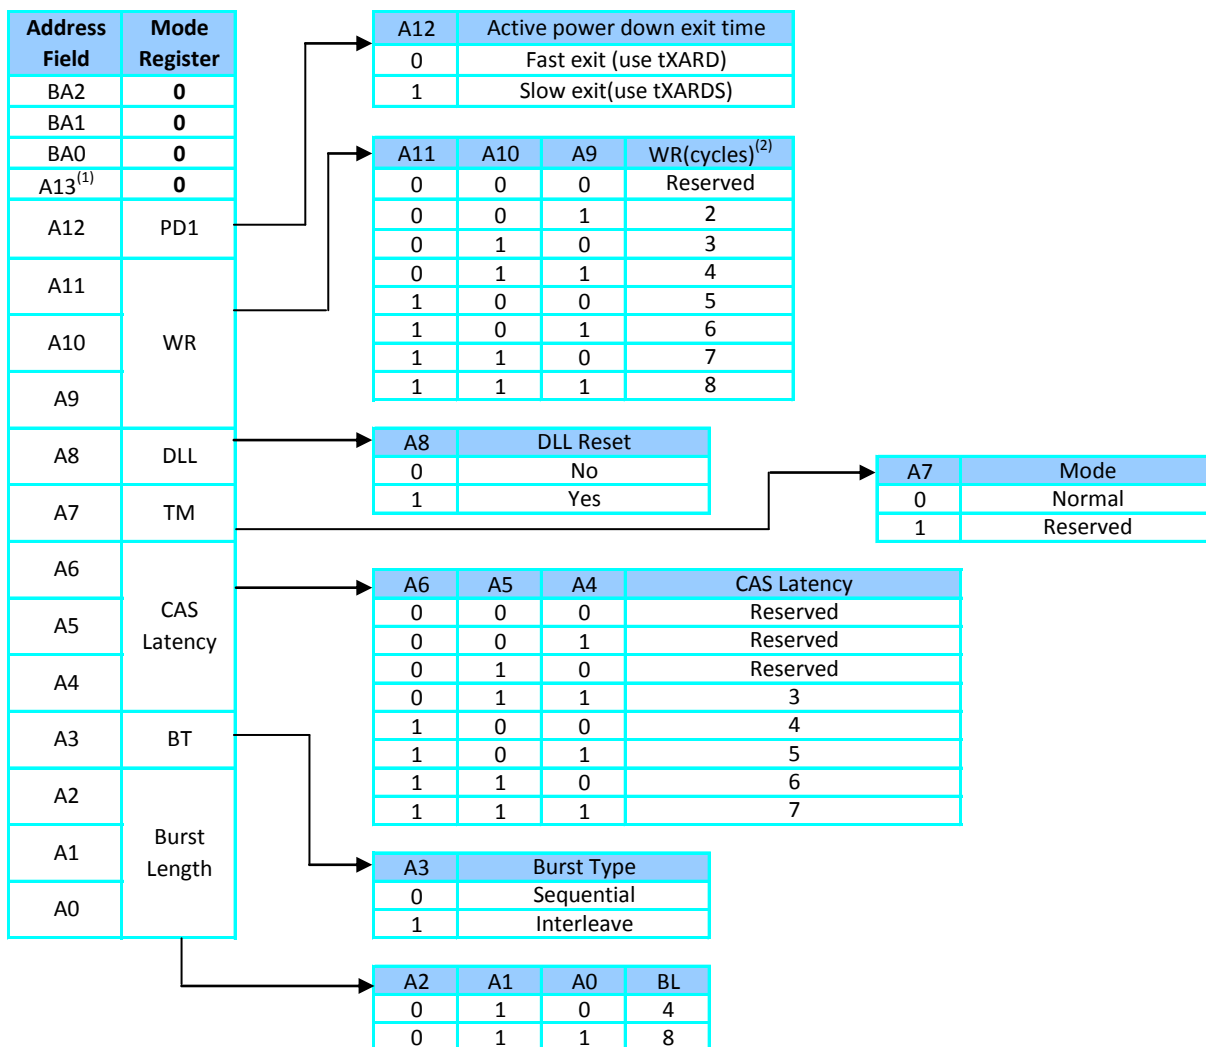 Address Field Mode Register
BA2 0
BA1 0
BA0 0
A13(1) 0
A12 PD1
A11
A10 WR
A9
A8 DLL
A7 TM
A6
A5 CAS Latency
A4
A3 BT
A2
A1 Burst Length
A0
A12 Active power down exit time
0 Fast exit (use tXARD)
1 Slow exit(use tXARDS)
A11 A10 A9 WR(cycles)(2)
0 0 0 Reserved
0 0 1 2
0 1 0 3
0 1 1 4
1 0 0 5
1 0 1 6
1 1 0 7
1 1 1 8
A8 DLL Reset
0 No
1 Yes
A7 Mode
0 Normal
1 Reserved
A6 A5 A4 CAS Latency
0 0 0 Reserved
0 0 1 Reserved
0 1 0 Reserved
0 1 1 3
1 0 0 4
1 0 1 5
1 1 0 6
1 1 1 7
A3 Burst Type
0 Sequential
1 Interleave
A2 A1 A0 BL
0 1 0 4
0 1 1 8